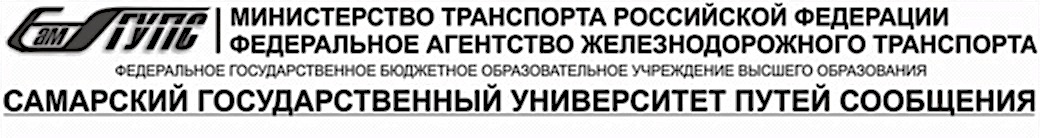 СамГУПС
МИНИСТЕРСТВО ТРАНСПОРТА РОССИЙСКОЙ ФЕДЕРАЦИИ
ФЕДЕРАЛЬНОЕ АГЕНТСТВО ЖЕЛЕЗНОДОРОЖНОГО ТРАНСПОРТА
ФЕДЕРАЛЬНОЕ ГОСУДАРСТВЕННОЕ БЮДЖЕТНОЕ ОБРАЗОВАТЕЛЬНОЕ УЧРЕЖДЕНИЕ ВЫСШЕГО ОБРАЗОВАНИЯ
САМАРСКИЙ ГОСУДАРСТВЕННЫЙ УНИВЕРСИТЕТ ПУТЕЙ СООБЩЕНИЯ